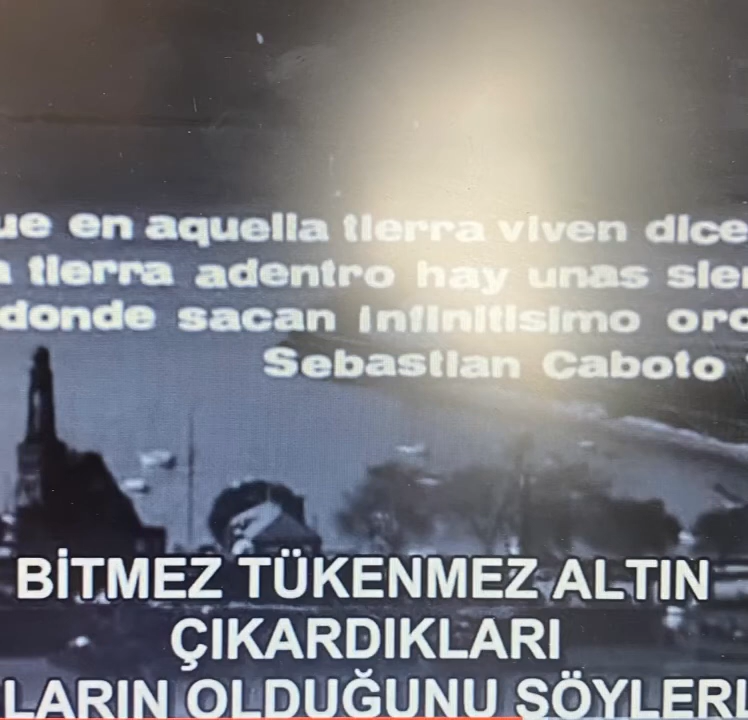 ue en aquella tierra viven dice
tierra adentro hay unas sier
donde sacan infinitisimo oro
Sebastian Caboto
BİTMEZ TÜKENMEZ ALTIN
ÇIKARDIKLARI
LARIN OLDUĞUNU SÖYLERL